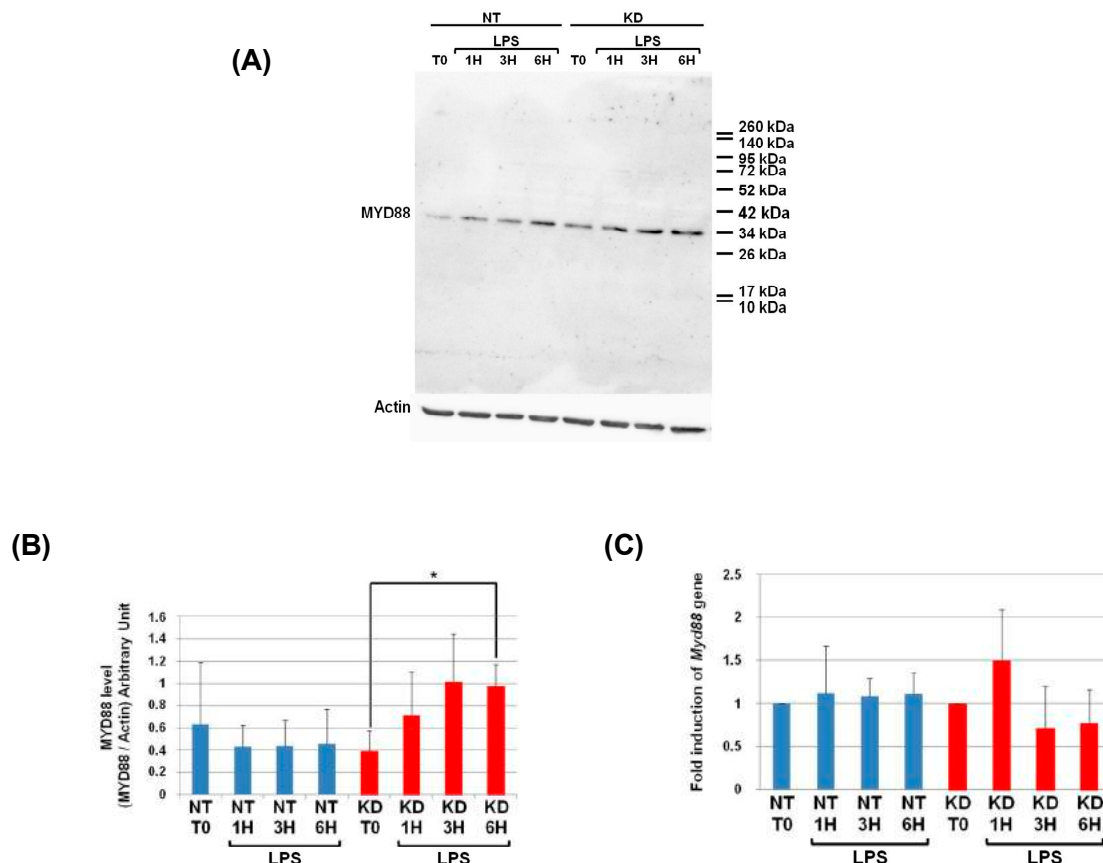 NT KD
(A) LPS LPS
T0 1H 3H 6H T0 1H 3H 6H
260 kDa
140 kDa
95 kDa
72 kDa
52 kDa
MYD88 42 kDa
34 kDa
26 kDa
17 kDa
10 kDa
Actin
(B)
MYD88 level
(MYD88 / Actin) Arbitrary Unit
*
1.6
1.4
1.2
1
0.8
0.6
0.4
0.2
0
NT NT NT NT KD KD KD KD
T0 1H 3H 6H T0 1H 3H 6H
LPS LPS
(C)
Fold induction of Myd88 gene
2.5
2
1.5
1
0.5
0
NT NT NT NT KD KD KD KD
T0 1H 3H 6H T0 1H 3H 6H
LPS LPS